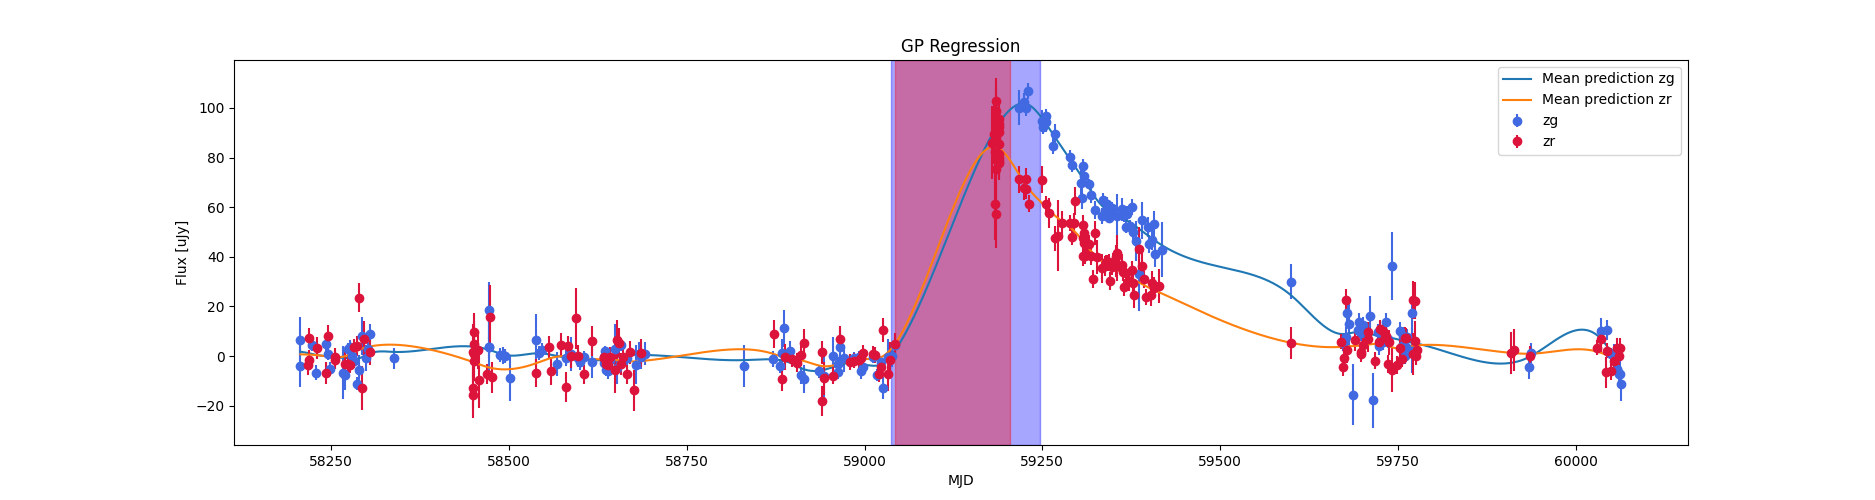 GP Regression
Mean prediction zg
Mean prediction zr
zg
zr
Flux [uJy]
100
80
60
40
20
0
−20
58250 58500 58750 59000 59250 59500 59750 60000
MJD